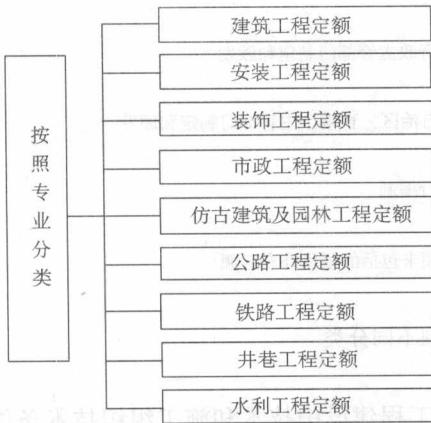 按照专业分类
建筑工程定额
安装工程定额
装饰工程定额
市政工程定额
仿古建筑及园林工程定额
公路工程定额
铁路工程定额
井巷工程定额
水利工程定额